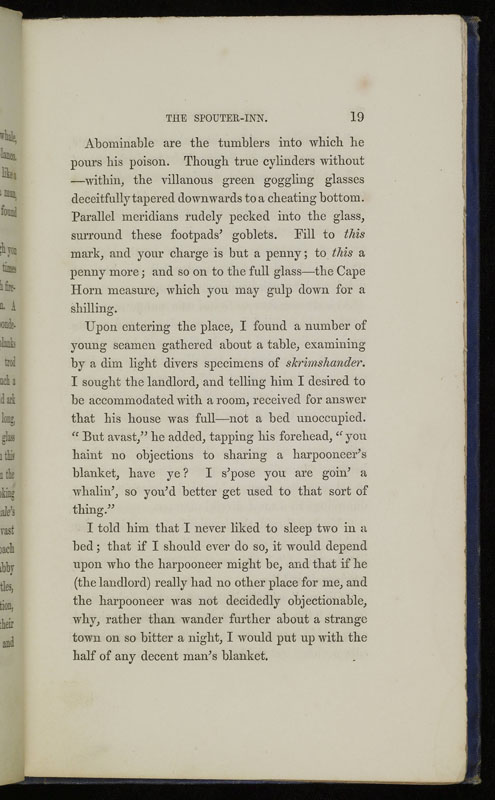 THE SPOUTER-INN. 19
Abominable are the tumblers into which he
pours his poison. Though true cylinders without
—within, the villanous green goggling glasses
deceitfully tapered downwards to a cheating bottom.
Parallel meridians rudely pecked into the glass,
surround these footpads’ goblets. Fill to this
mark, and your charge is but a penny; to this a
penny more; and so on to the full glass—the Cape
Horn measure, which you may gulp down for a
shilling.
Upon entering the place, I found a number of
young seamen gathered about a table, examining
by a dim light divers specimens of skrimshander.
I sought the landlord, and telling him I desired to
be accommodated with a room, received for answer
that his house was full—not a bed unoccupied.
“ But avast,” he added, tapping his forehead, “ you
haint no objections to sharing a harpooneer’s
blanket, have ye? I s’pose you are goin’ a
whalin’, so you’d better get used to that sort of
thing.”
I told him that I never liked to sleep two in a
bed; that if I should ever do so, it would depend
upon who the harpooneer might be, and that if he
(the landlord) really had no other place for me, and
the harpooneer was not decidedly objectionable,
why, rather than wander further about a strange
town on so bitter a night, I would put up with the
half of any decent man’s blanket.